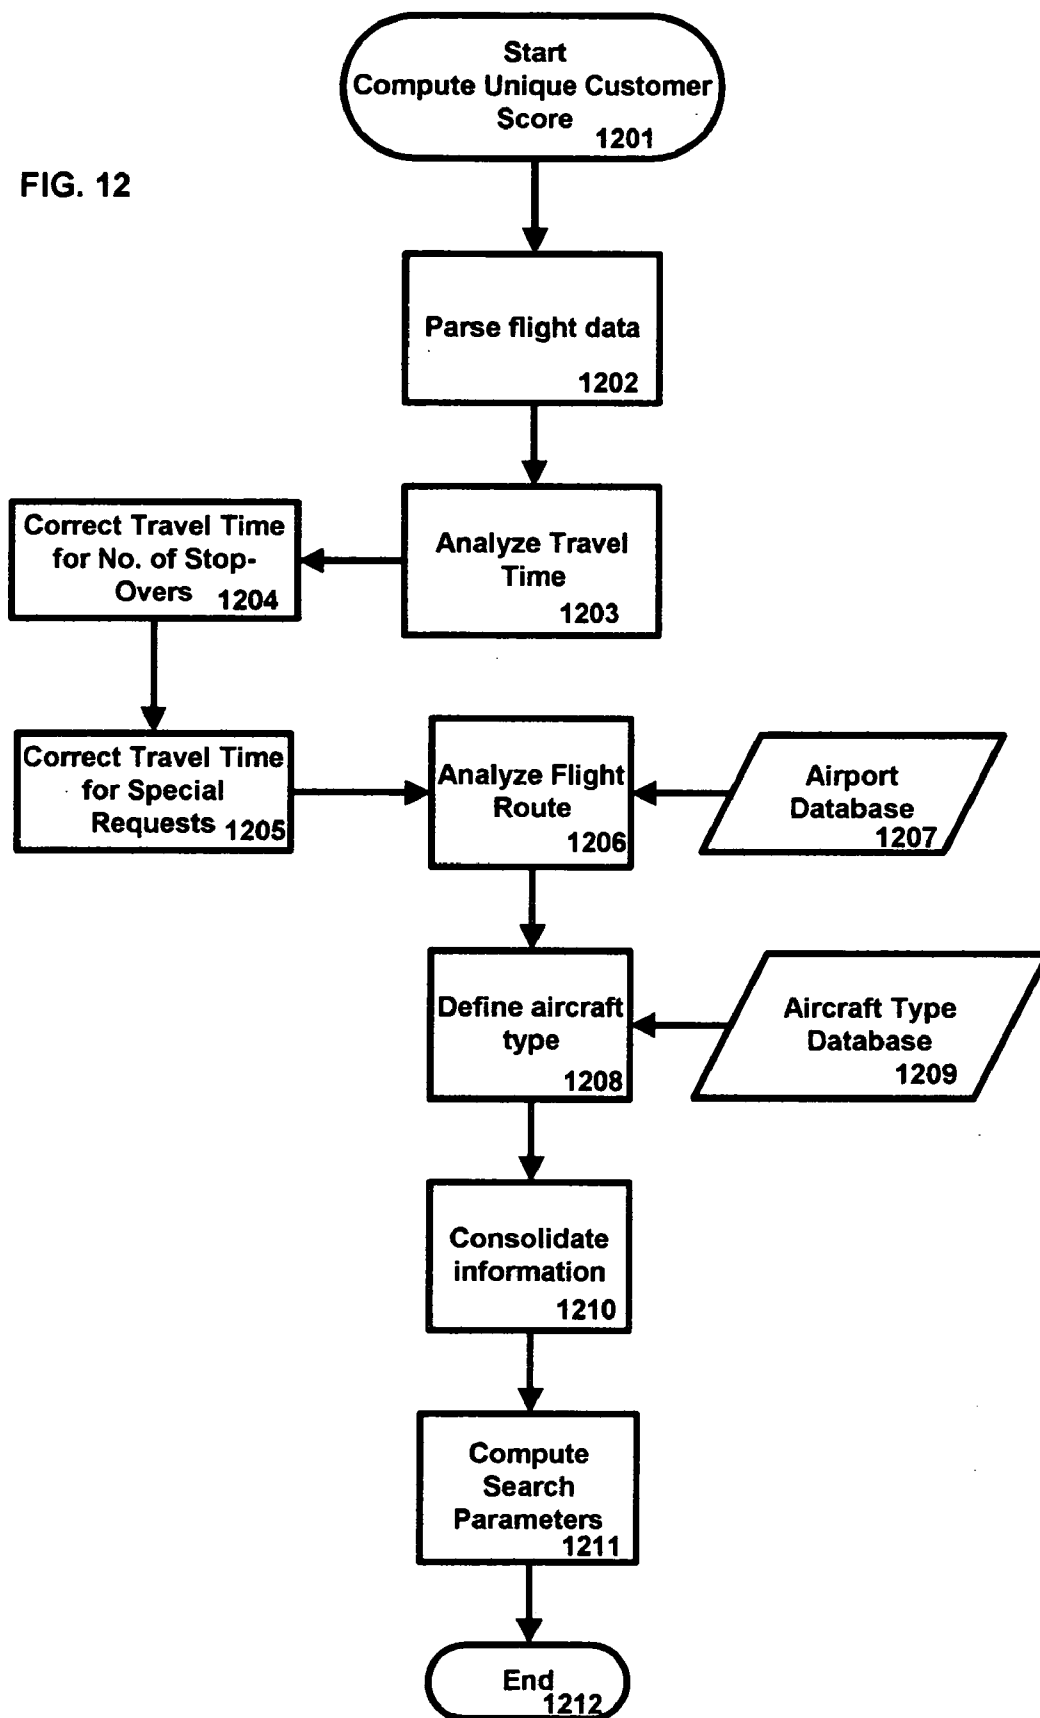 Start
Compute Unique Customer
Score 1201
FIG. 12
Parse flight data
1202
Analyze Travel
Time
1203
Correct Travel Time
for No. of Stop-
Overs 1204
Correct Travel Time
for Special
Requests 1205
Analyze Flight
Route
1206
Airport
Database
1207
Define aircraft
type
1208
Aircraft Type
Database
1209
Consolidate
information
1210
Compute
Search
Parameters
1211
End
1212